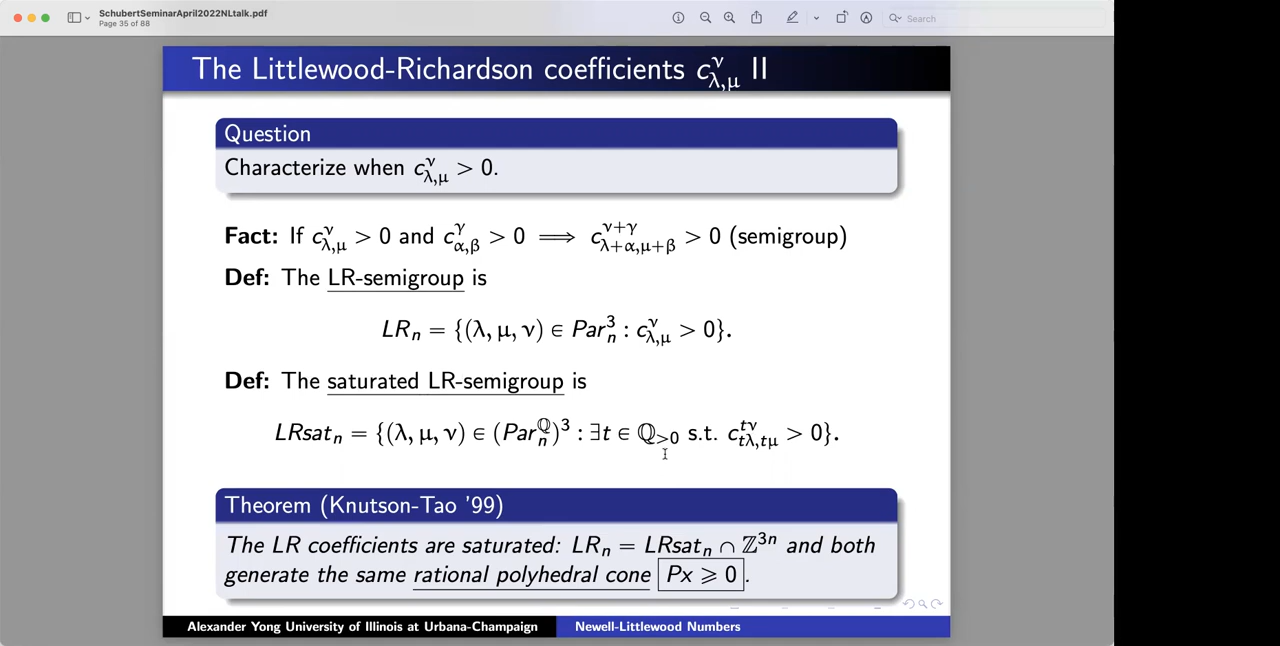 SchubertSeminarApril2022NLtalk.pdf
Page 35 of 88
Search
The Littlewood-Richardson coefficients c^ν_{λ,μ} II
Question
Characterize when c^ν_{λ,μ} > 0.
Fact: If c^ν_{λ,μ} > 0 and c^γ_{α,β} > 0 ⟹ c^{ν+γ}_{λ+α,μ+β} > 0 (semigroup)
Def: The LR-semigroup is
LR_n = {(λ, μ, ν) ∈ Par^3_n : c^ν_{λ,μ} > 0}.
Def: The saturated LR-semigroup is
LRsat_n = {(λ, μ, ν) ∈ (Par^ℚ_n)^3 : ∃t ∈ ℚ_{>0} s.t. c^{tν}_{tλ,tμ} > 0}.
Theorem (Knutson-Tao '99)
The LR coefficients are saturated: LR_n = LRsat_n ∩ ℤ^{3n} and both
generate the same rational polyhedral cone Px ⩾ 0.
Alexander Yong University of Illinois at Urbana-Champaign
Newell-Littlewood Numbers